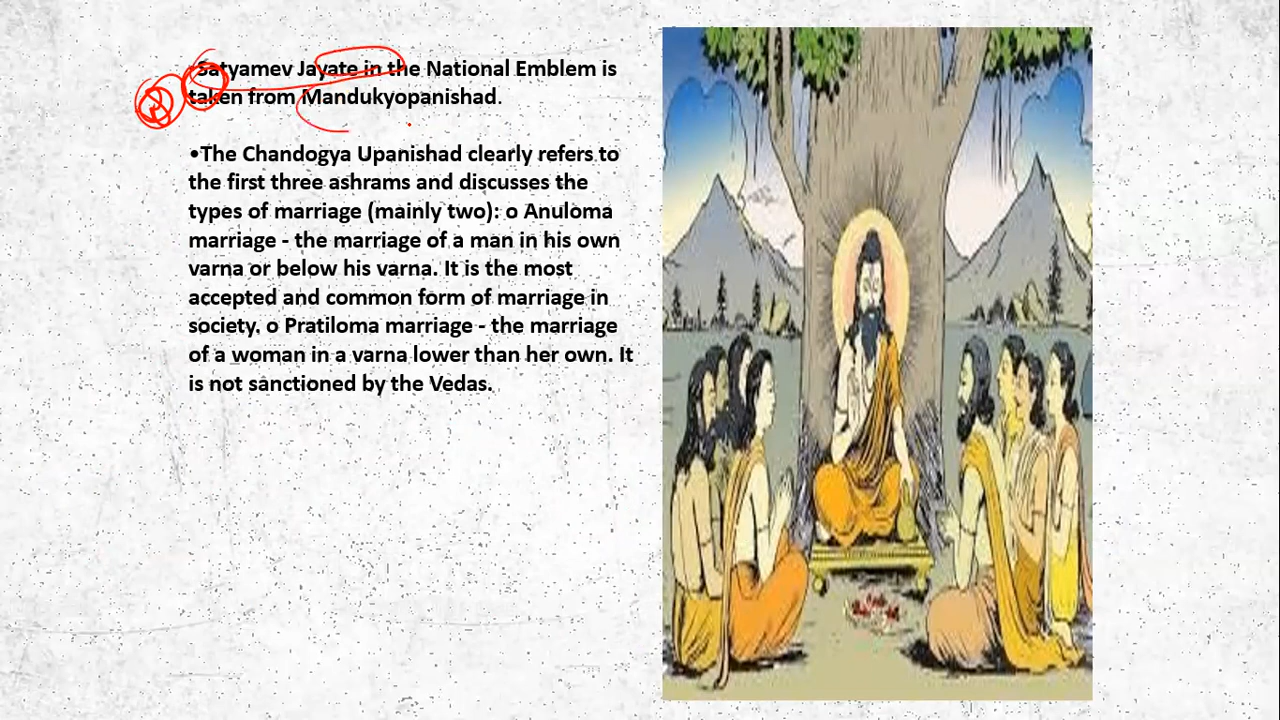 •Satyamev Jayate in the National Emblem is
taken from Mandukyopanishad.
•The Chandogya Upanishad clearly refers to
the first three ashrams and discusses the
types of marriage (mainly two): o Anuloma
marriage - the marriage of a man in his own
varna or below his varna. It is the most
accepted and common form of marriage in
society. o Pratiloma marriage - the marriage
of a woman in a varna lower than her own. It
is not sanctioned by the Vedas.